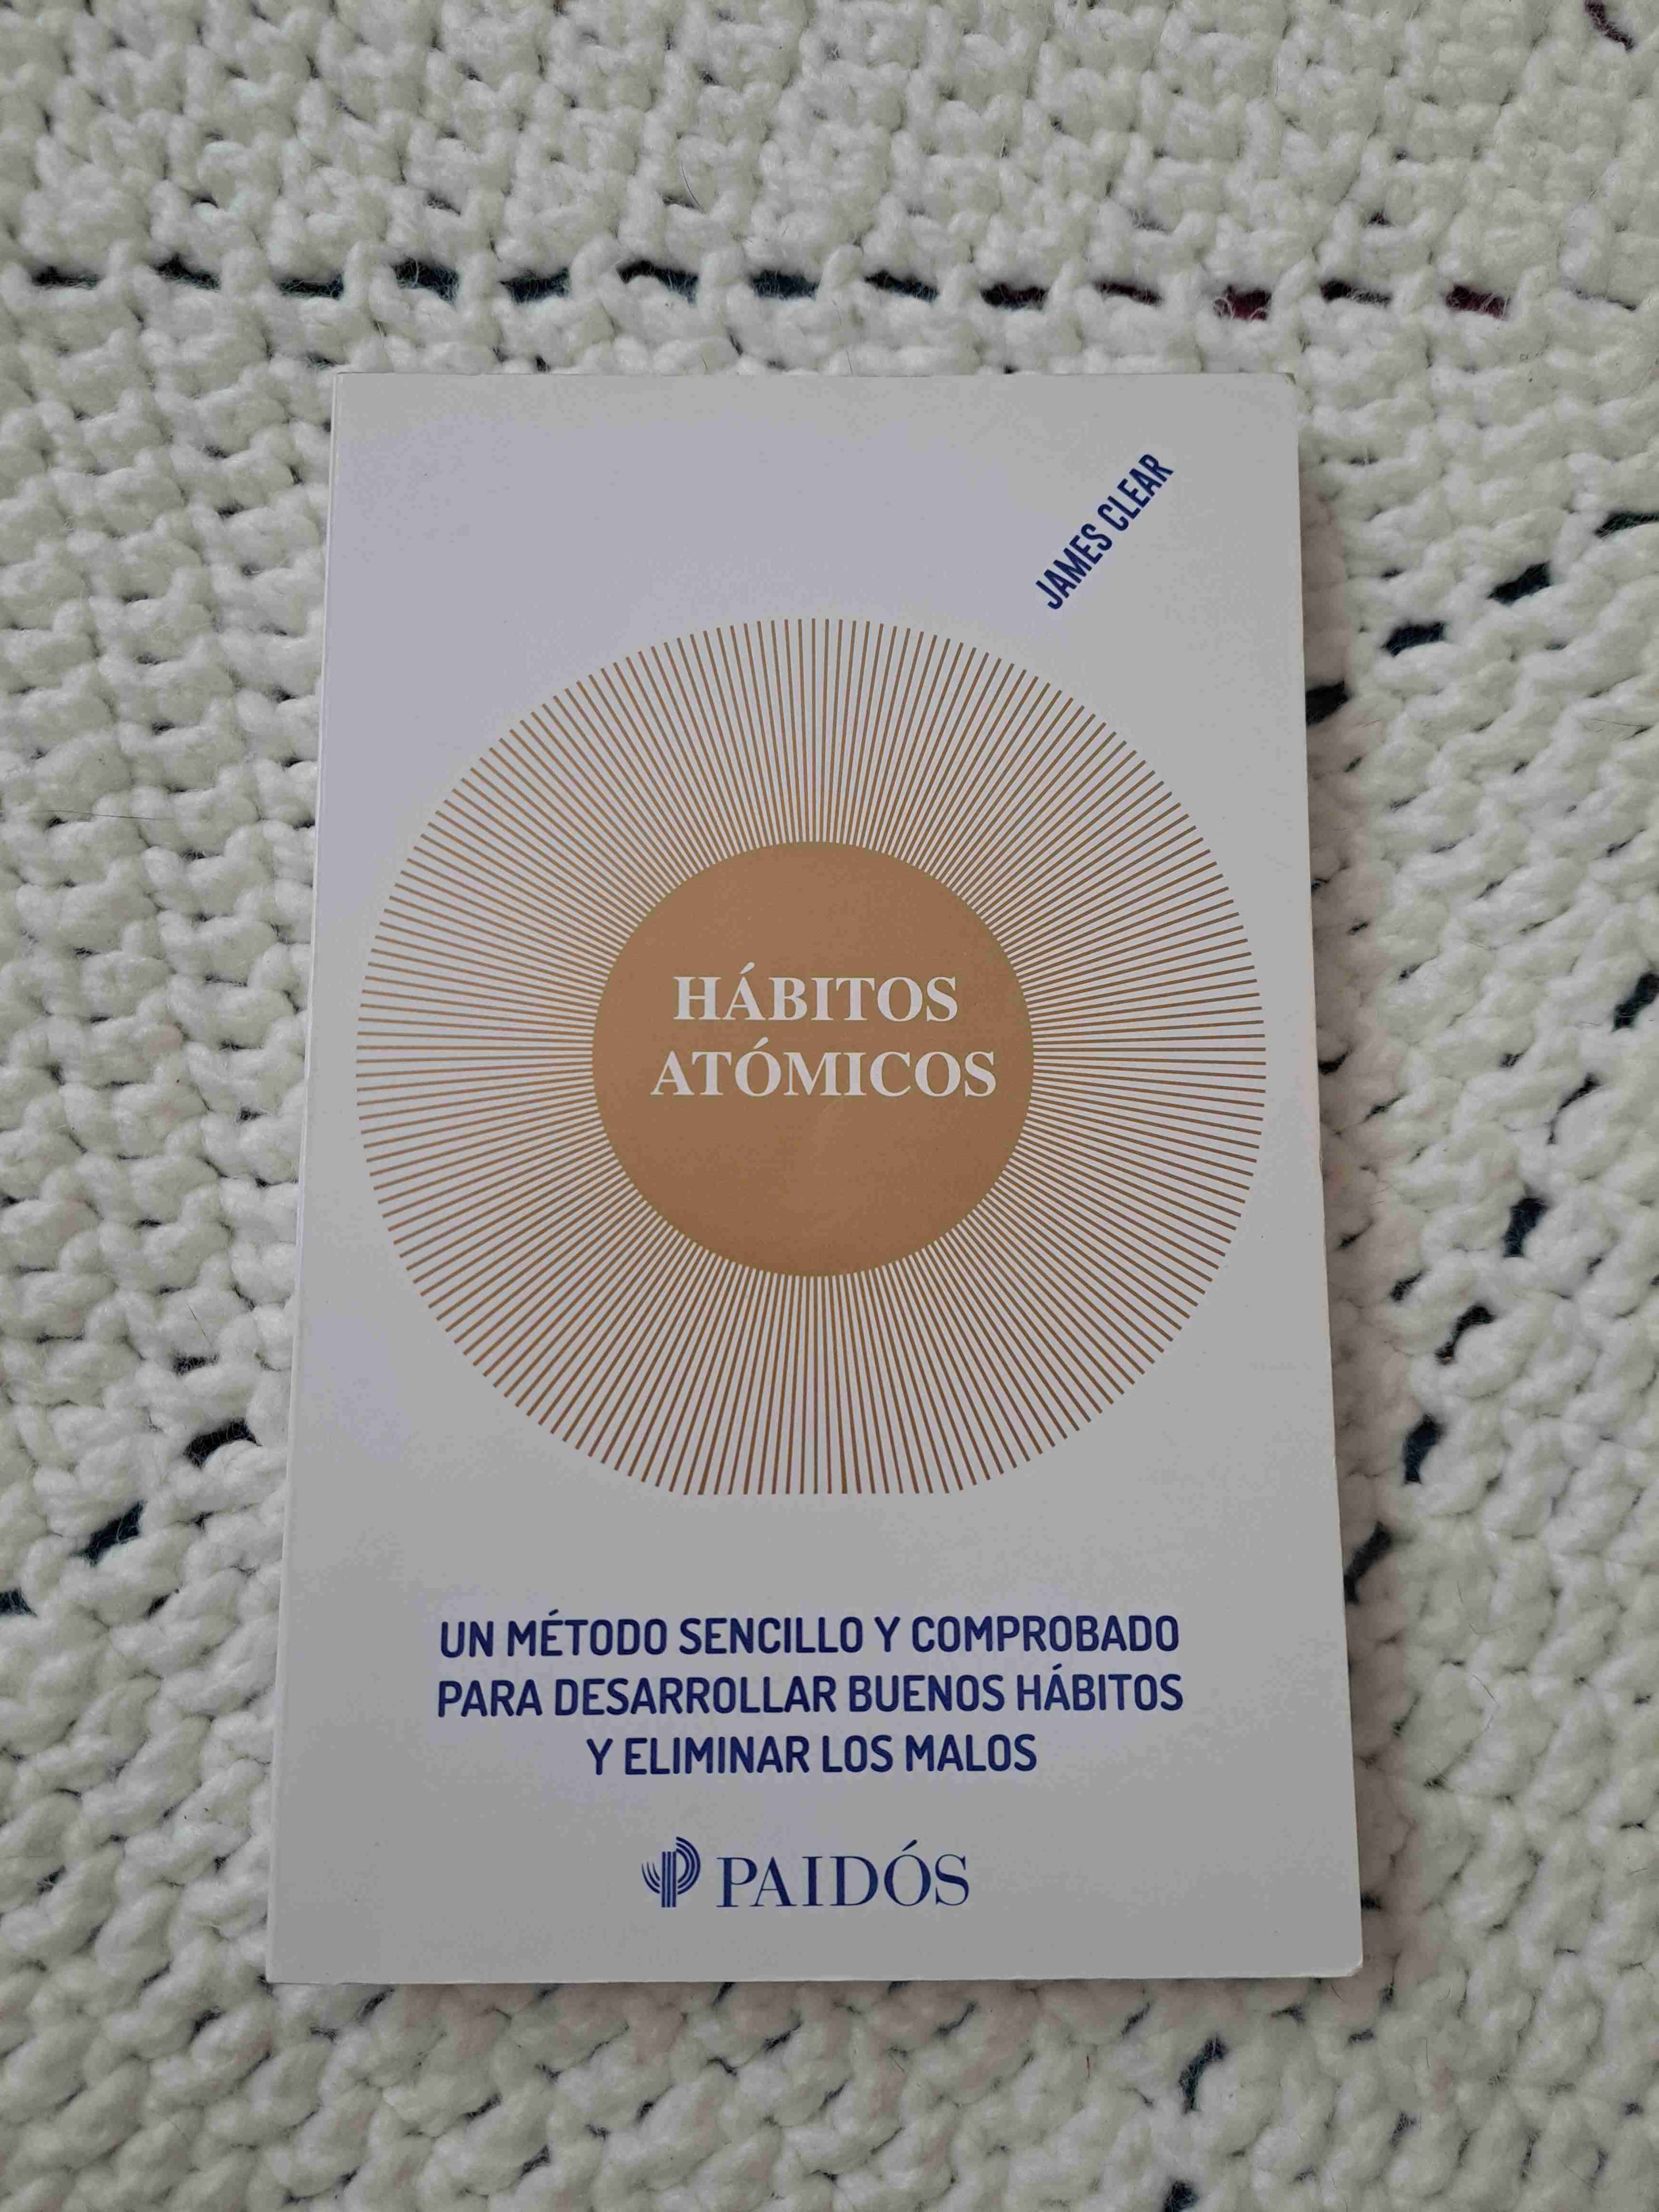 JAMES CLEAR
HÁBITOS
ATÓMICOS
UN MÉTODO SENCILLO Y COMPROBADO
PARA DESARROLLAR BUENOS HÁBITOS
Y ELIMINAR LOS MALOS
PAIDÓS